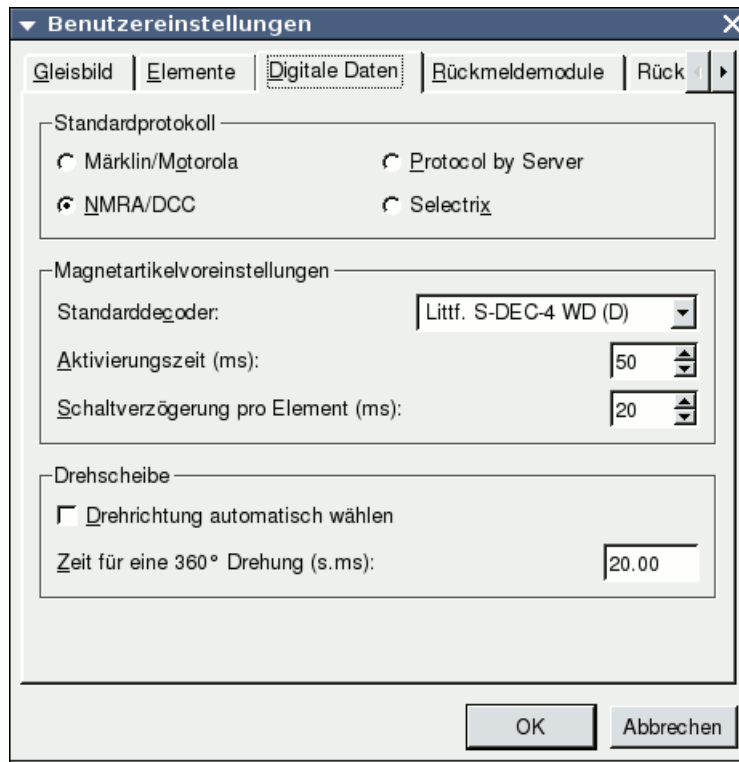 Benutzereinstellungen
Gleisbild Elemente Digitale Daten Rückmeldemodule Rück
Standardprotokoll
Märklin/Motorola Protocol by Server
NMRA/DCC Selectrix
Magnetartikelvoreinstellungen
Standarddecoder: Littf. S-DEC-4 WD (D)
Aktivierungszeit (ms): 50
Schaltverzögerung pro Element (ms): 20
Drehscheibe
Drehrichtung automatisch wählen
Zeit für eine 360° Drehung (s.ms): 20.00
OK Abbrechen